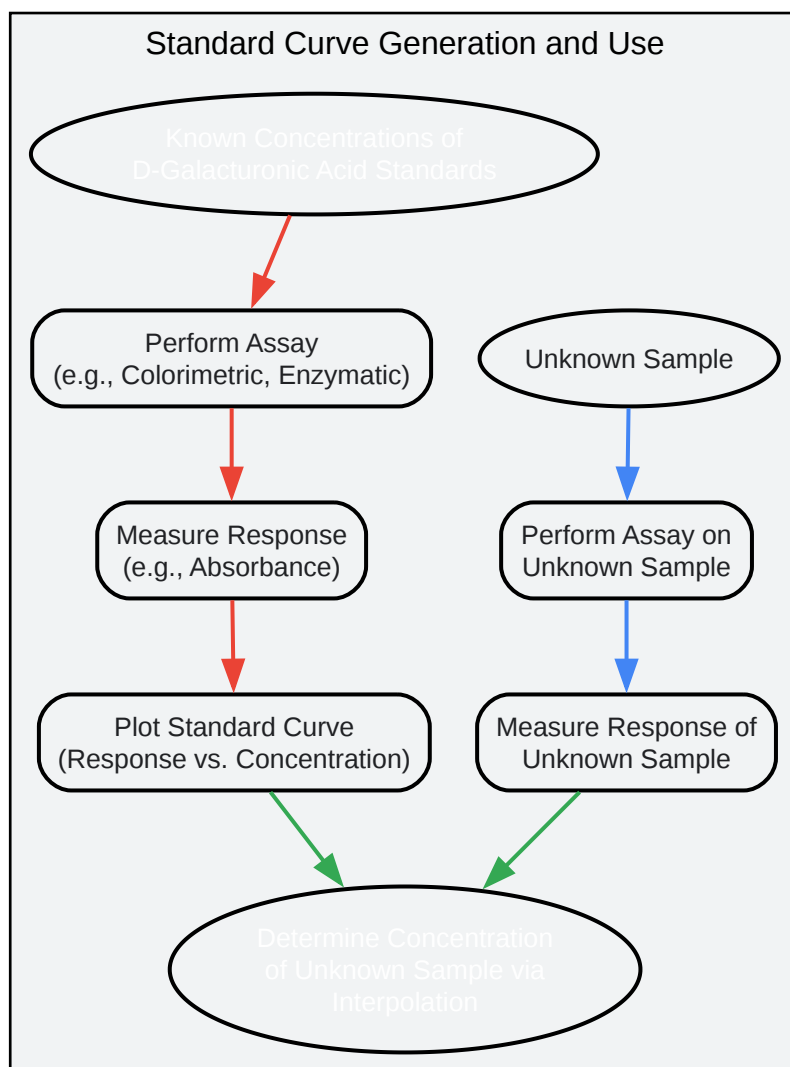 Standard Curve Generation and Use
Known Concentrations of
D-Galacturonic Acid Standards
Perform Assay
(e.g., Colorimetric, Enzymatic)
Unknown Sample
Measure Response
(e.g., Absorbance)
Perform Assay on
Unknown Sample
Plot Standard Curve
(Response vs. Concentration)
Measure Response of
Unknown Sample
Determine Concentration
of Unknown Sample via
Interpolation